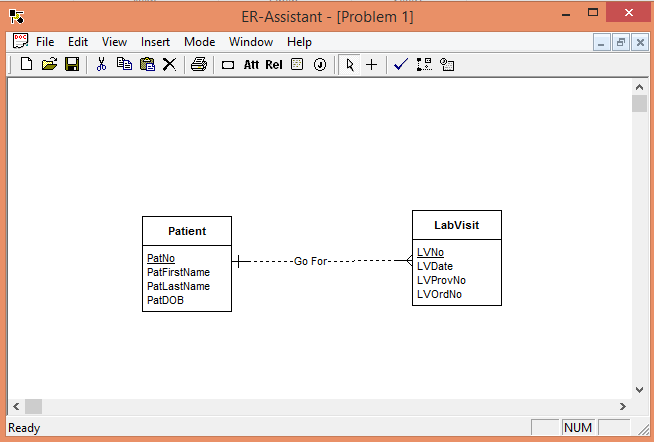 ER-Assistant - [Problem 1]
DOC File Edit View Insert Mode Window Help
Att Rel J
Patient
PatNo
PatFirstName
PatLastName
PatDOB
Go For
LabVisit
LVNo
LVDate
LVProvNo
LVOrdNo
Ready NUM